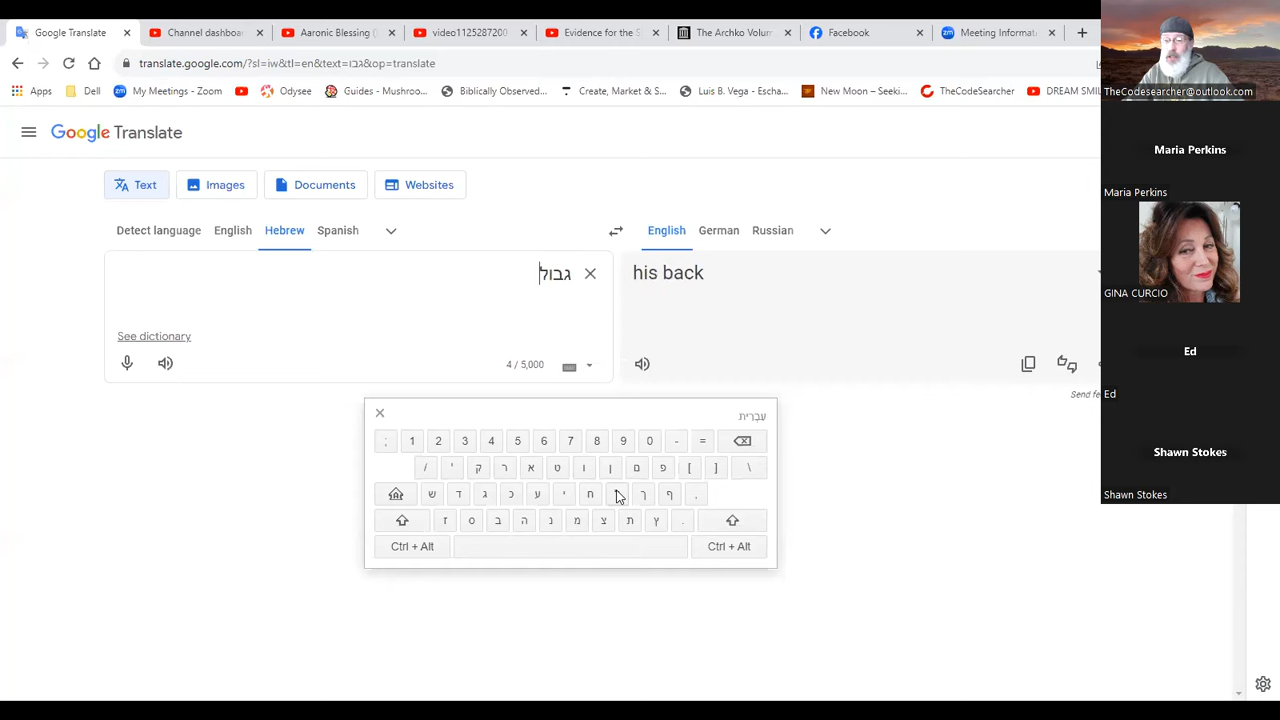 Google Translate
Channel dashboa
Aaronic Blessing (
video1125287200
Evidence for the S
The Archko Volum
Facebook
Meeting Informat
translate.google.com/?sl=iw&tl=en&text=גבו&op=translate
Apps
Dell
My Meetings - Zoom
Odysee
Guides - Mushroo...
Biblically Observed...
Create, Market & S...
Luis B. Vega - Escha...
New Moon – Seeki...
TheCodeSearcher
DREAM SMIL
TheCodesearcher@outlook.com
Google Translate
Text
Images
Documents
Websites
Detect language
English
Hebrew
Spanish
English
German
Russian
גבול
his back
See dictionary
4 / 5,000
Send fe
עִבְרִית
; 1 2 3 4 5 6 7 8 9 0 - =
/ ' ק ר א ט ו ן ם פ ] [ \
ש ד ג כ ע י ח ך ף ,
ז ס ב ה נ מ צ ת ץ .
Ctrl + Alt
Ctrl + Alt
Maria Perkins
Maria Perkins
GINA CURCIO
Ed
Ed
Shawn Stokes
Shawn Stokes